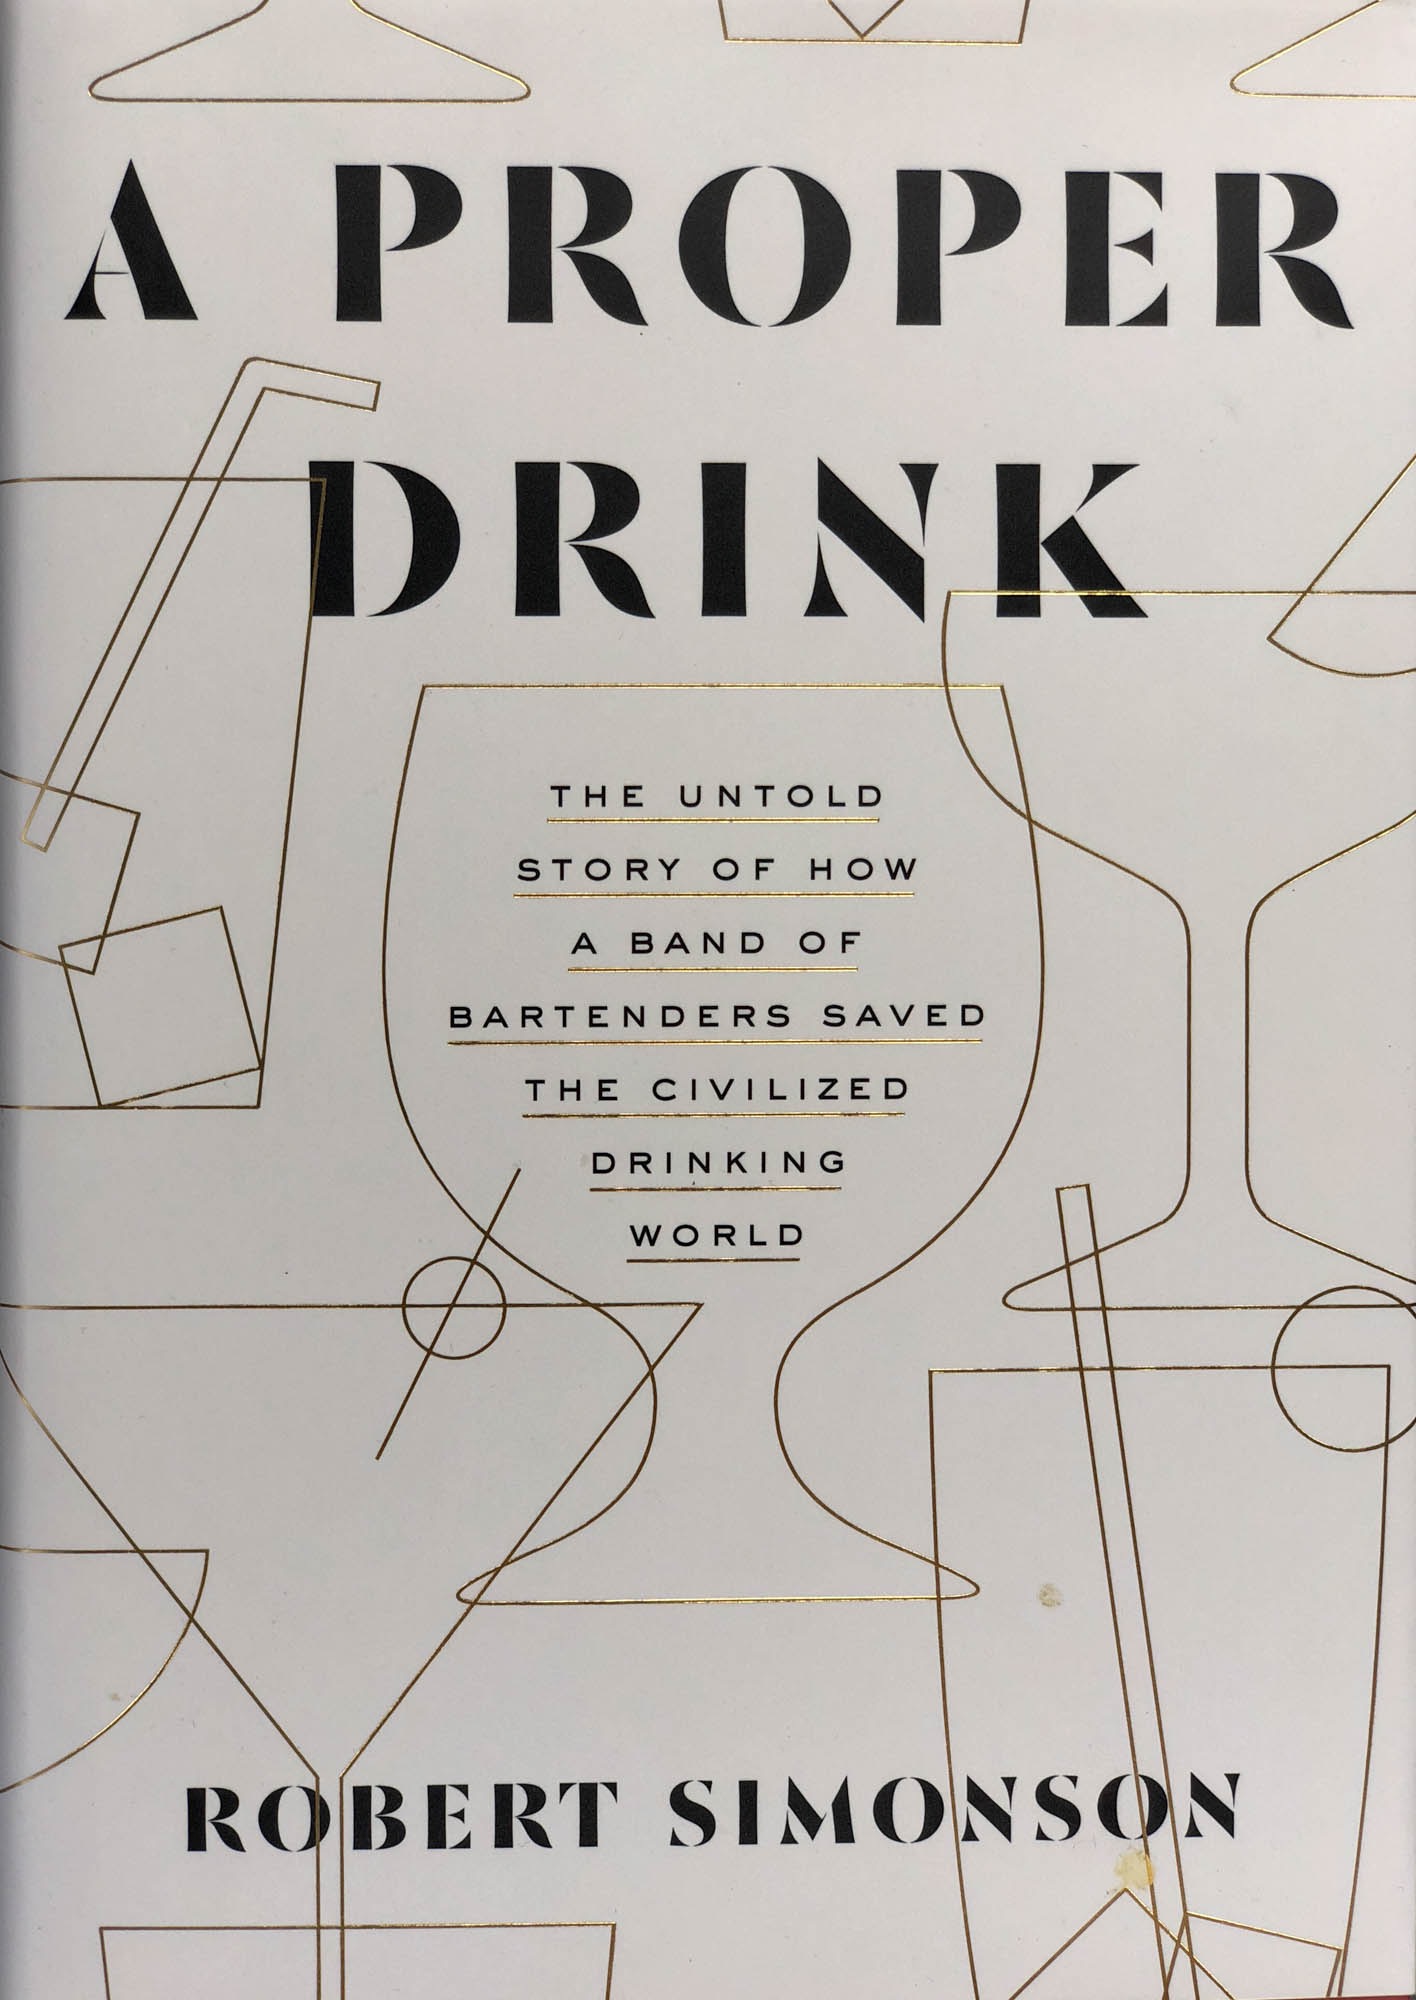 A PROPER
DRINK
THE UNTOLD
STORY OF HOW
A BAND OF
BARTENDERS SAVED
THE CIVILIZED
DRINKING
WORLD
ROBERT SIMONSON